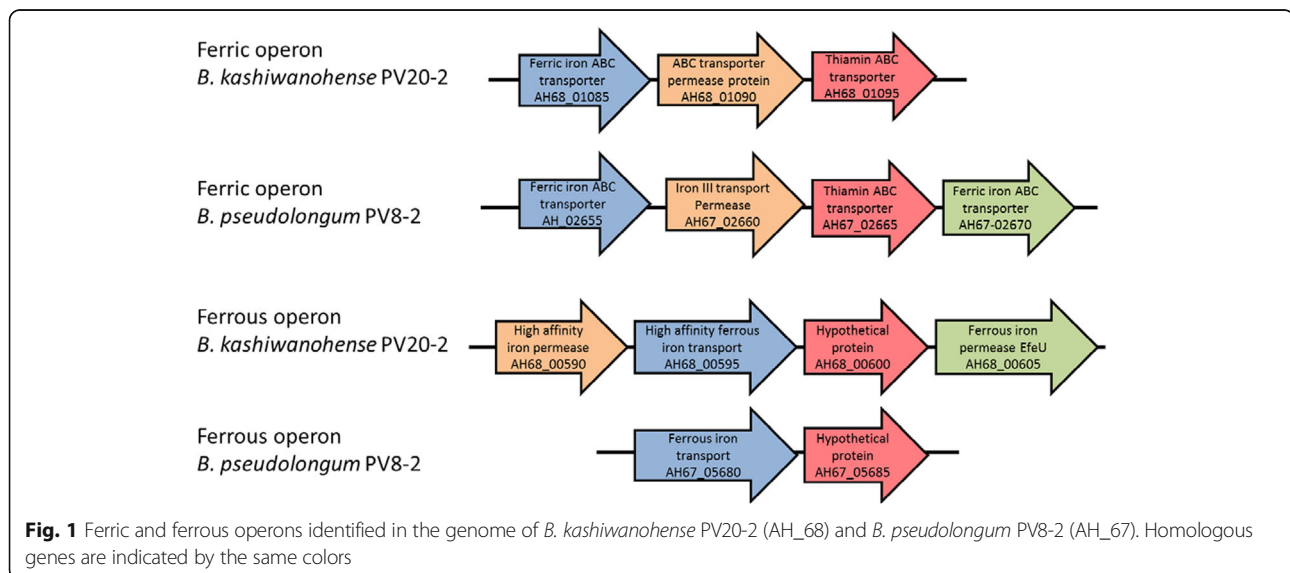 Ferric operon
B. kashiwanohense PV20-2
Ferric iron ABC
transporter
AH68_01085
ABC transporter
permease protein
AH68_01090
Thiamin ABC
transporter
AH68_01095
Ferric operon
B. pseudolongum PV8-2
Ferric iron ABC
transporter
AH_02655
Iron III transport
Permease
AH67_02660
Thiamin ABC
transporter
AH67_02665
Ferric iron ABC
transporter
AH67-02670
Ferrous operon
B. kashiwanohense PV20-2
High affinity
iron permease
AH68_00590
High affinity ferrous
iron transport
AH68_00595
Hypothetical
protein
AH68_00600
Ferrous iron
permease EfeU
AH68_00605
Ferrous operon
B. pseudolongum PV8-2
Ferrous iron
transport
AH67_05680
Hypothetical
protein
AH67_05685
Fig. 1 Ferric and ferrous operons identified in the genome of B. kashiwanohense PV20-2 (AH_68) and B. pseudolongum PV8-2 (AH_67). Homologous
genes are indicated by the same colors